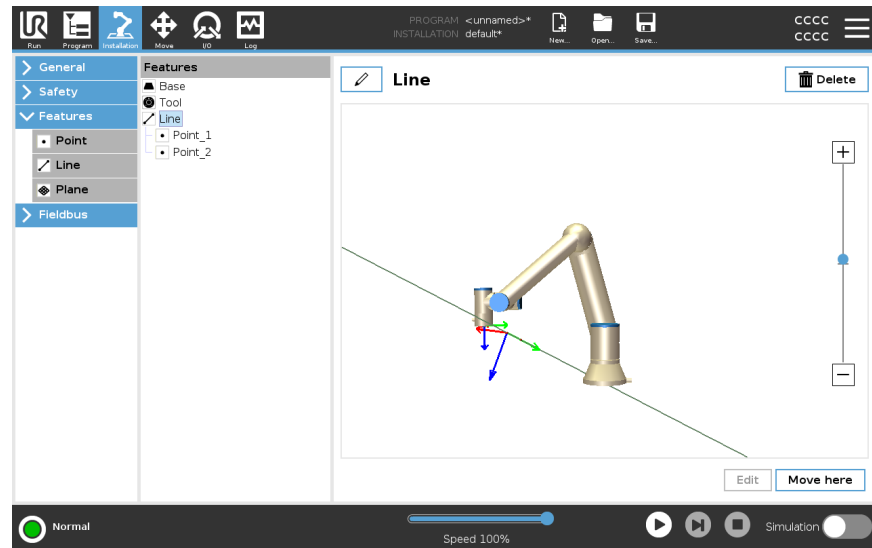 UR
Run
Program
Installation
Move
I/O
Log
PROGRAM <unnamed>*
INSTALLATION default*
New...
Open...
Save...
CCCC
CCCC
General
Safety
Features
Point
Line
Plane
Fieldbus
Features
Base
Tool
Line
Point_1
Point_2
Line
Delete
Edit
Move here
Normal
Speed 100%
Simulation